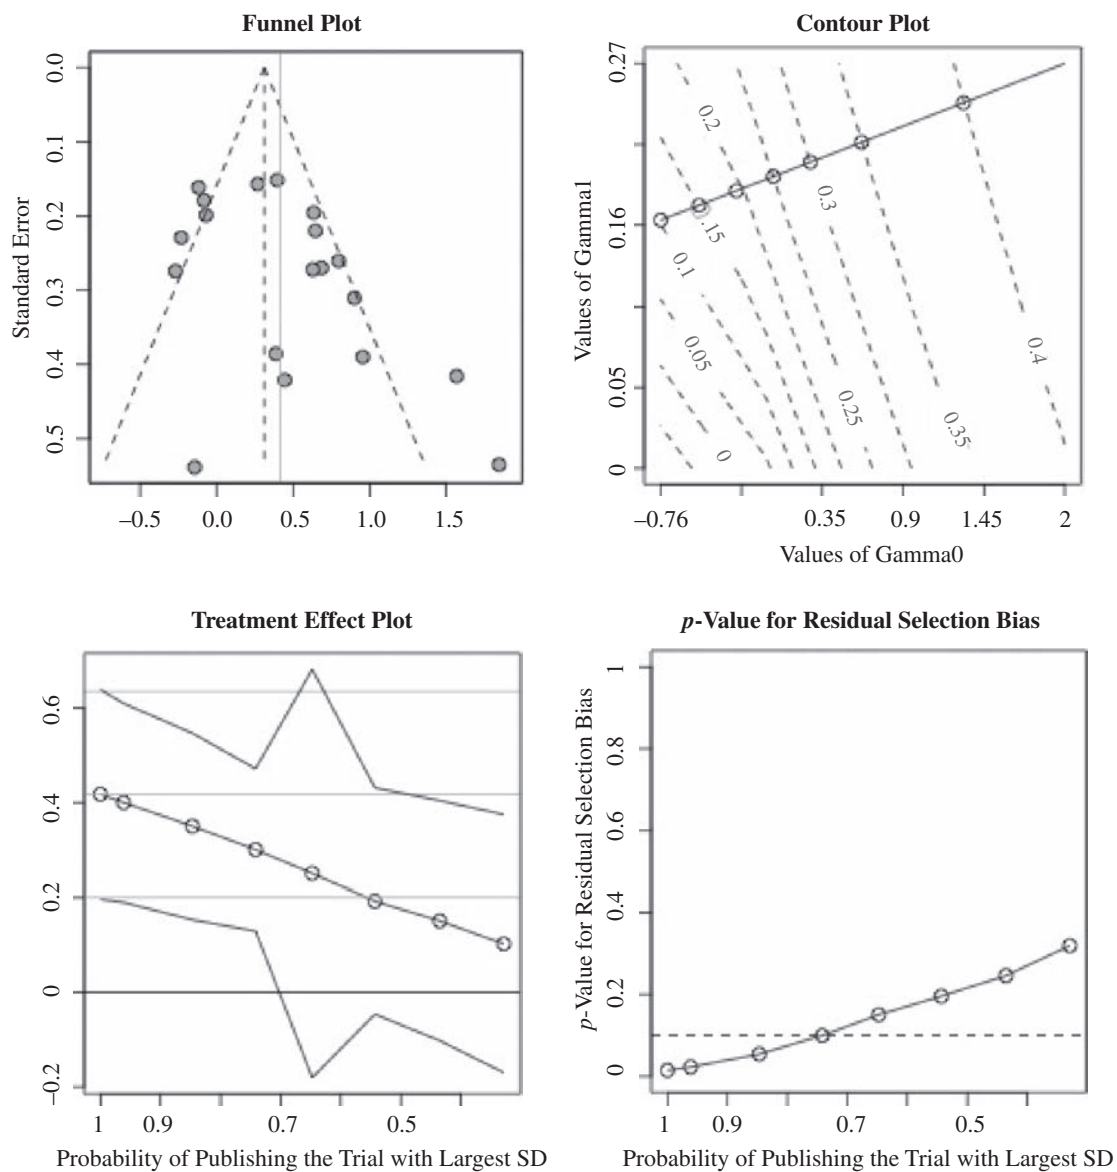 Funnel Plot
Standard Error
0.0
0.1
0.2
0.3
0.4
0.5
−0.5 0.0 0.5 1.0 1.5
Contour Plot
Values of Gamma1
0.27
0.16
0.05
0
0.2
0.15
0.1
0.05
0
0.3
0.25
0.35
0.4
−0.76 0.35 0.9 1.45 2
Values of Gamma0
Treatment Effect Plot
0.6
0.4
0.2
0
−0.2
1 0.9 0.7 0.5
Probability of Publishing the Trial with Largest SD
p-Value for Residual Selection Bias
p-Value for Residual Selection Bias
1
0.8
0.6
0.4
0.2
0
1 0.9 0.7 0.5
Probability of Publishing the Trial with Largest SD